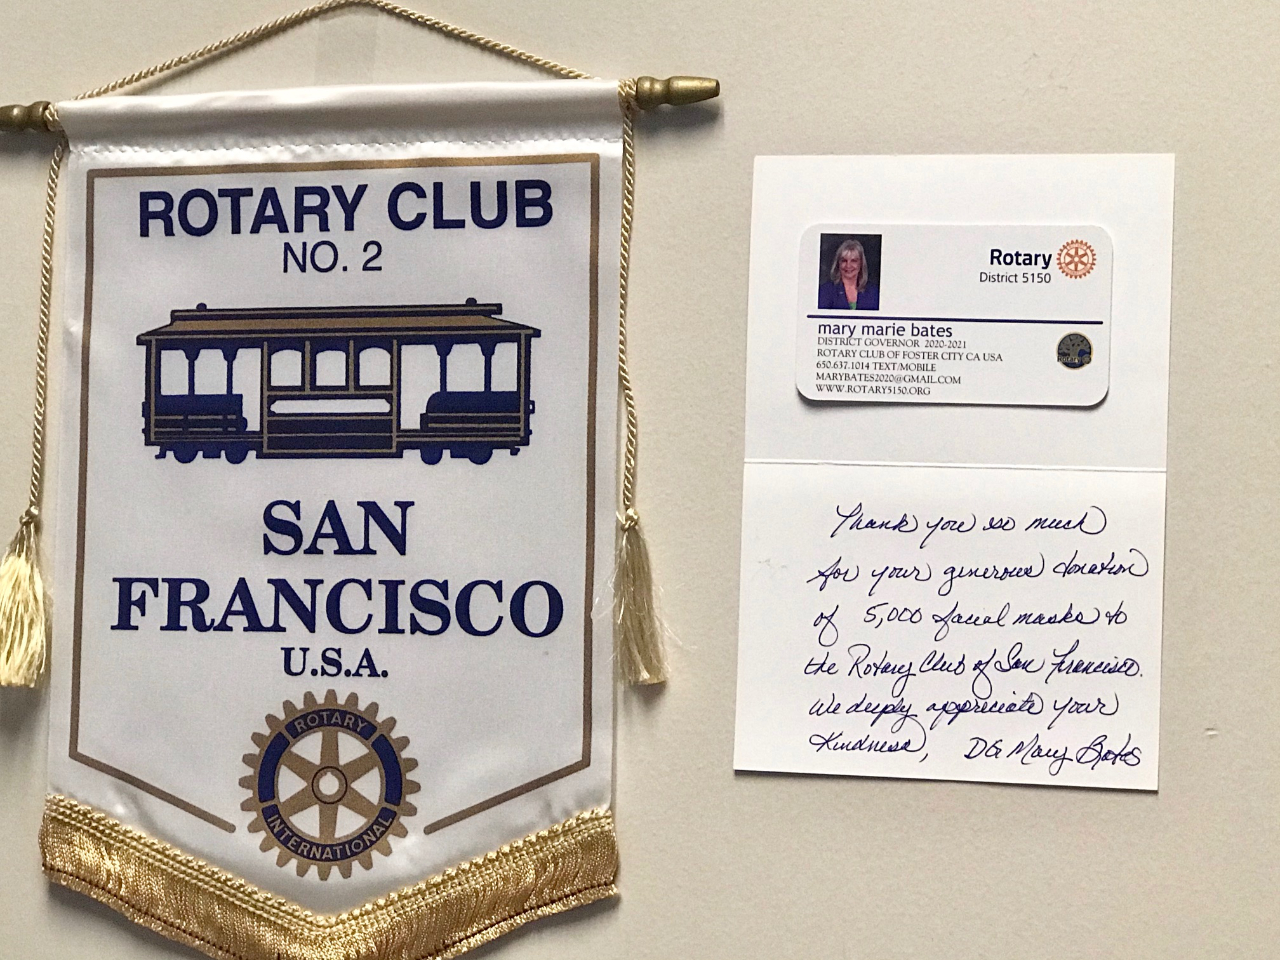 ROTARY CLUB
NO. 2
SAN
FRANCISCO
U.S.A.
ROTARY
INTERNATIONAL
Rotary
District 5150
mary marie bates
DISTRICT GOVERNOR 2020-2021
ROTARY CLUB OF FOSTER CITY CA USA
650.637.1014 TEXT/MOBILE
MARYBATES2020@GMAIL.COM
WWW.ROTARY5150.ORG
Thank you so much
for your generous donation
of 5,000 facial masks to
the Rotary Club of San Francisco.
We deeply appreciate your
Kindness, DG Mary Bates